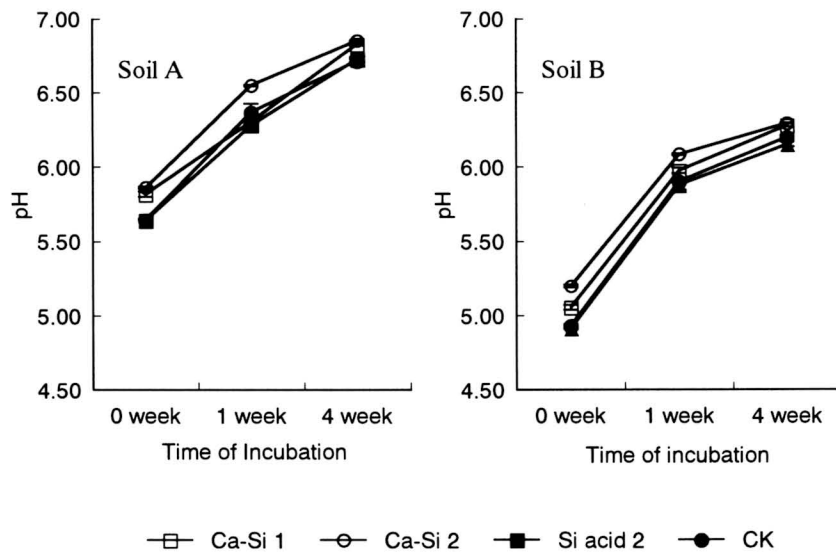 7.00
6.50
6.00
5.50
5.00
4.50
pH
Soil A
0 week 1 week 4 week
Time of Incubation
7.00
6.50
6.00
5.50
5.00
4.50
pH
Soil B
0 week 1 week 4 week
Time of incubation
Ca-Si 1 Ca-Si 2 Si acid 2 CK